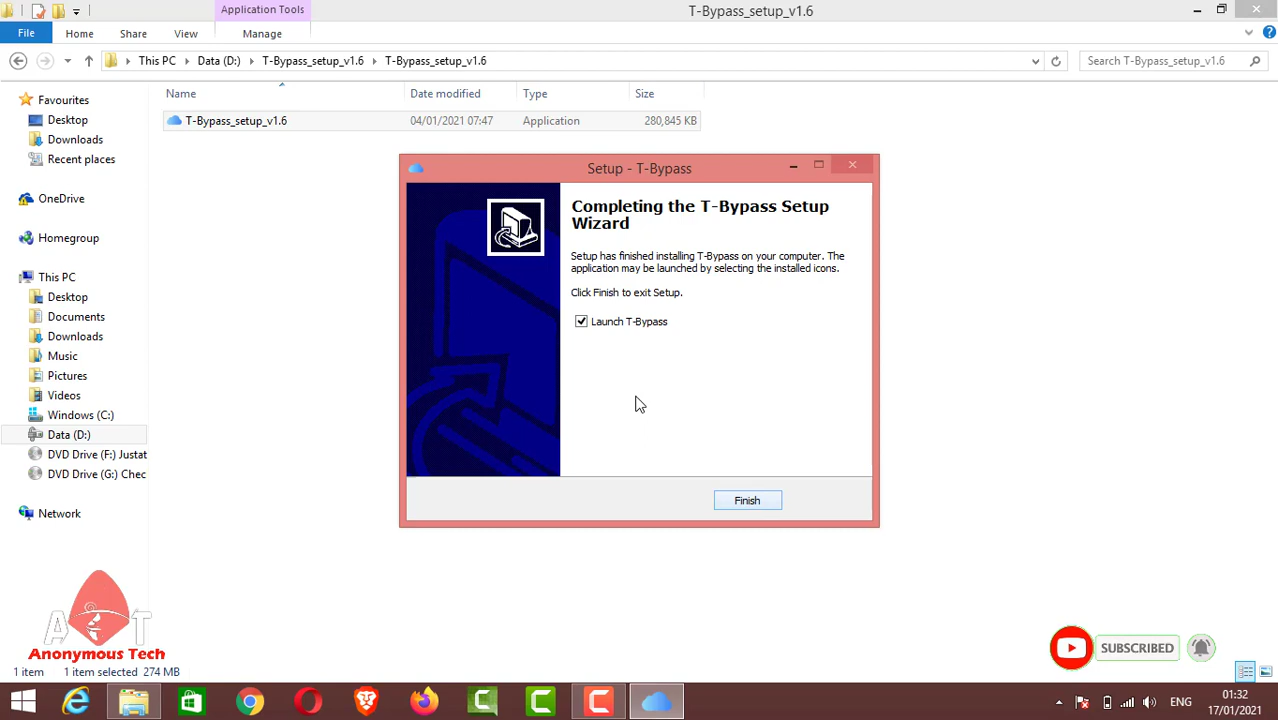 Application Tools
T-Bypass_setup_v1.6
File
Home
Share
View
Manage
This PC
Data (D:)
T-Bypass_setup_v1.6
T-Bypass_setup_v1.6
Search T-Bypass_setup_v1.6
Name
Date modified
Type
Size
T-Bypass_setup_v1.6
04/01/2021 07:47
Application
280,845 KB
Favourites
Desktop
Downloads
Recent places
OneDrive
Homegroup
This PC
Desktop
Documents
Downloads
Music
Pictures
Videos
Windows (C:)
Data (D:)
DVD Drive (F:) Justat
DVD Drive (G:) Chec
Network
Setup - T-Bypass
Completing the T-Bypass Setup
Wizard
Setup has finished installing T-Bypass on your computer. The
application may be launched by selecting the installed icons.
Click Finish to exit Setup.
Launch T-Bypass
Finish
A T
Anonymous Tech
SUBSCRIBED
1 item
1 item selected 274 MB
ENG
01:32
17/01/2021